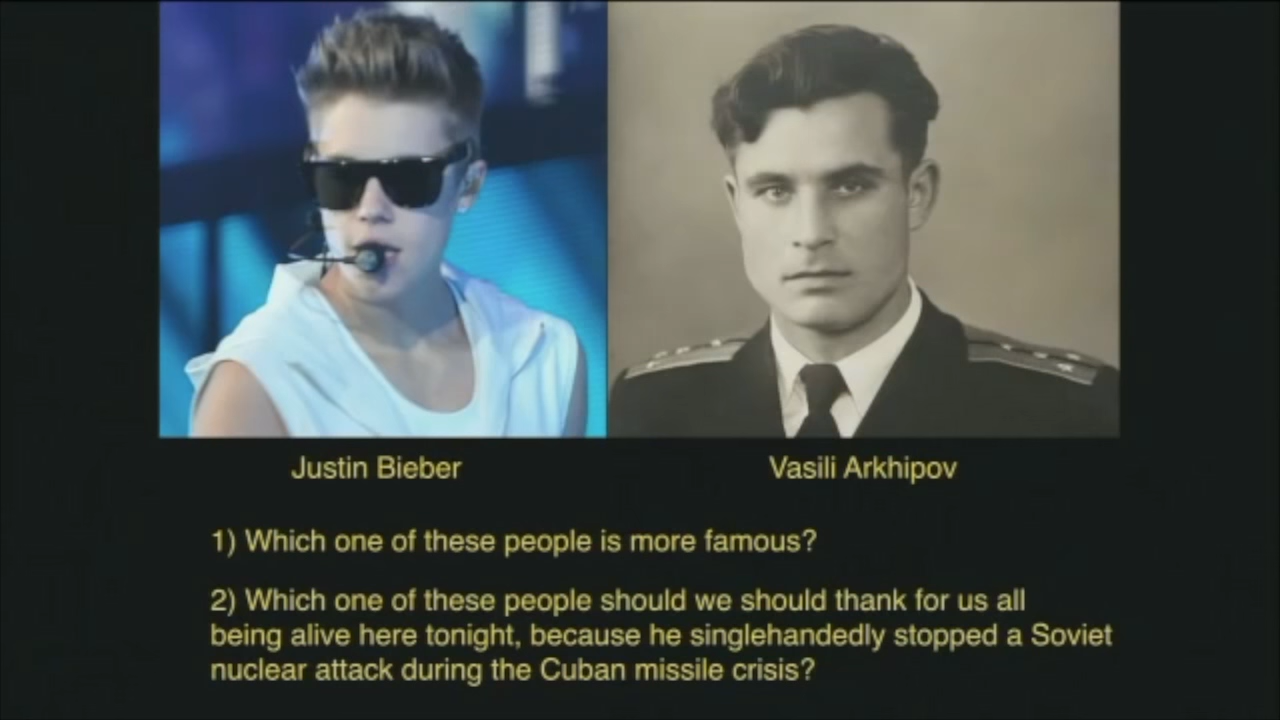 Justin Bieber
Vasili Arkhipov
1) Which one of these people is more famous?
2) Which one of these people should we should thank for us all
being alive here tonight, because he singlehandedly stopped a Soviet
nuclear attack during the Cuban missile crisis?